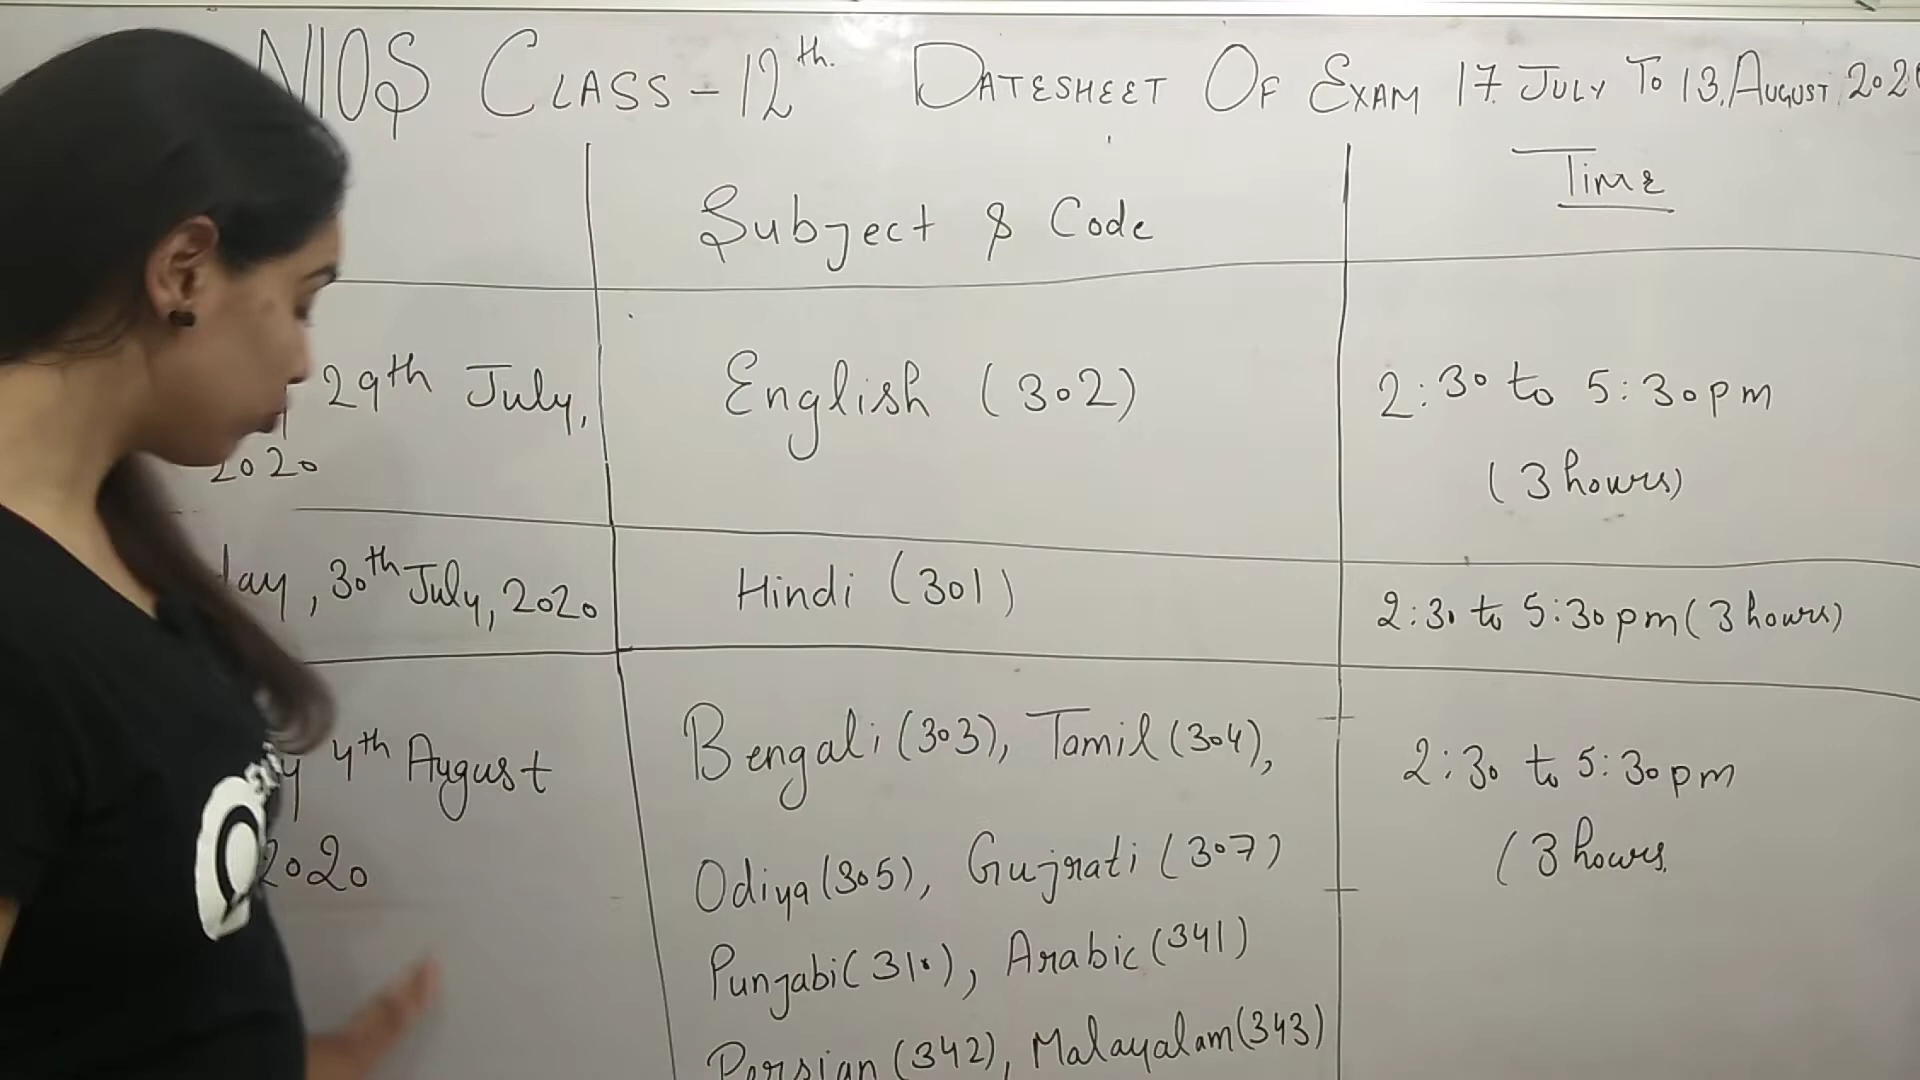 NIOS CLASS - 12th. DATESHEET OF EXAM 17 JULY TO 13, AUGUST 202
Subject & Code
Time
29th July,
2020
English (302)
2:30 to 5:30pm
(3 hours)
day, 30th July, 2020
Hindi (301)
2:30 to 5:30pm (3 hours)
4th August
2020
Bengali (303), Tamil (304),
Odiya (305), Gujrati (307)
Punjabi (310), Arabic (341)
Persian (342), Malayalam (343)
2:30 to 5:30pm
(3 hours